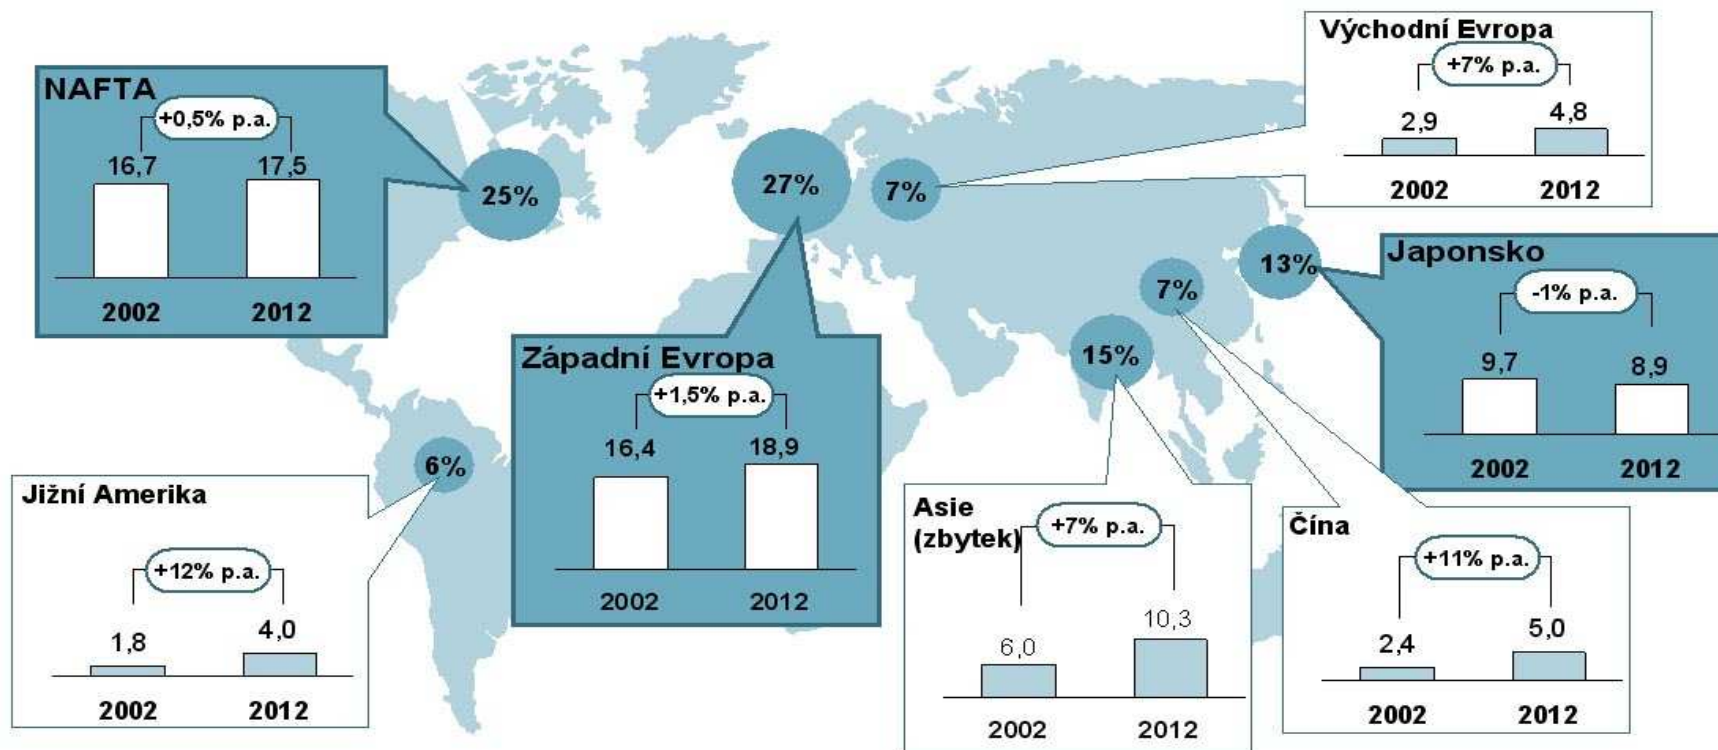 NAFTA
+0,5% p.a.
16,7
17,5
2002
2012
25%
27%
7%
Východní Evropa
+7% p.a.
2,9
4,8
2002
2012
13%
Japonsko
-1% p.a.
9,7
8,9
2002
2012
7%
15%
Západní Evropa
+1,5% p.a.
16,4
18,9
2002
2012
6%
Jižní Amerika
+12% p.a.
1,8
4,0
2002
2012
Asie
(zbytek)
+7% p.a.
6,0
10,3
2002
2012
Čína
+11% p.a.
2,4
5,0
2002
2012